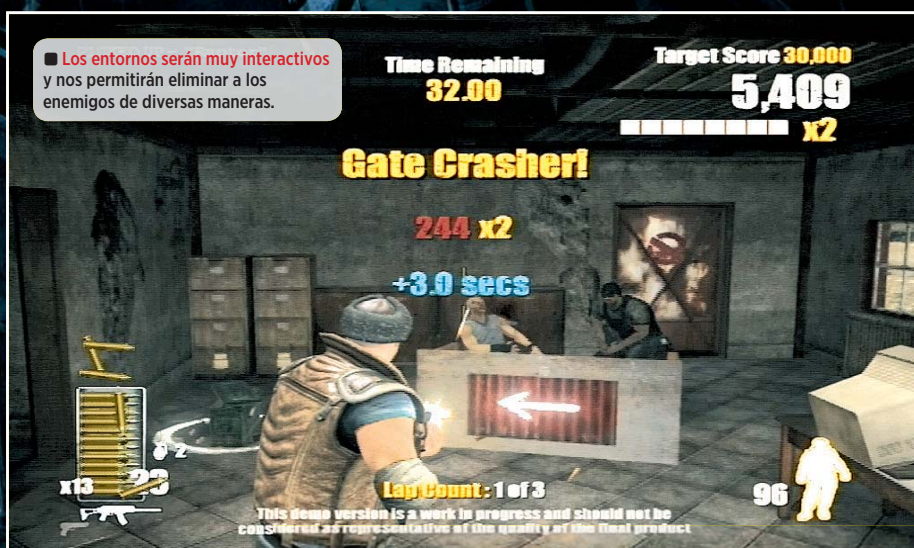 Los entornos serán muy interactivos
y nos permitirán eliminar a los
enemigos de diversas maneras.
Time Remaining
32.00
Target Score 30,000
5,409
x2
Gate Crasher!
244 x2
+3.0 secs
2
x13 23
Lap Count : 1 of 3
96
This demo version is a work in progress and should not be
considered as representative of the quality of the final product